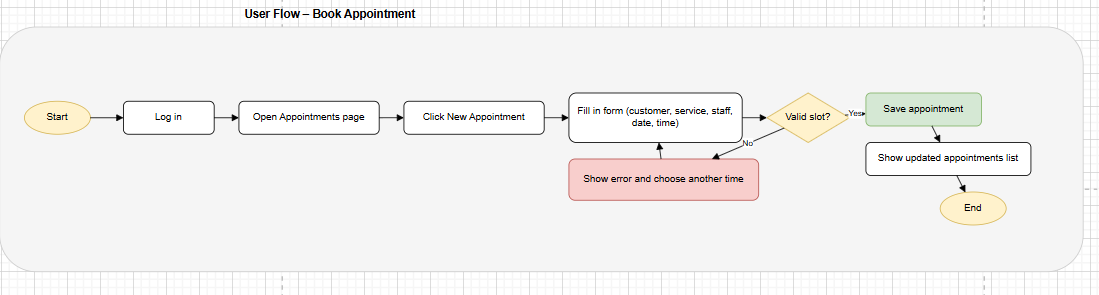 User Flow – Book Appointment
Start
Log in
Open Appointments page
Click New Appointment
Fill in form (customer, service, staff,
date, time)
Valid slot?
Yes
Save appointment
No
Show updated appointments list
Show error and choose another time
End